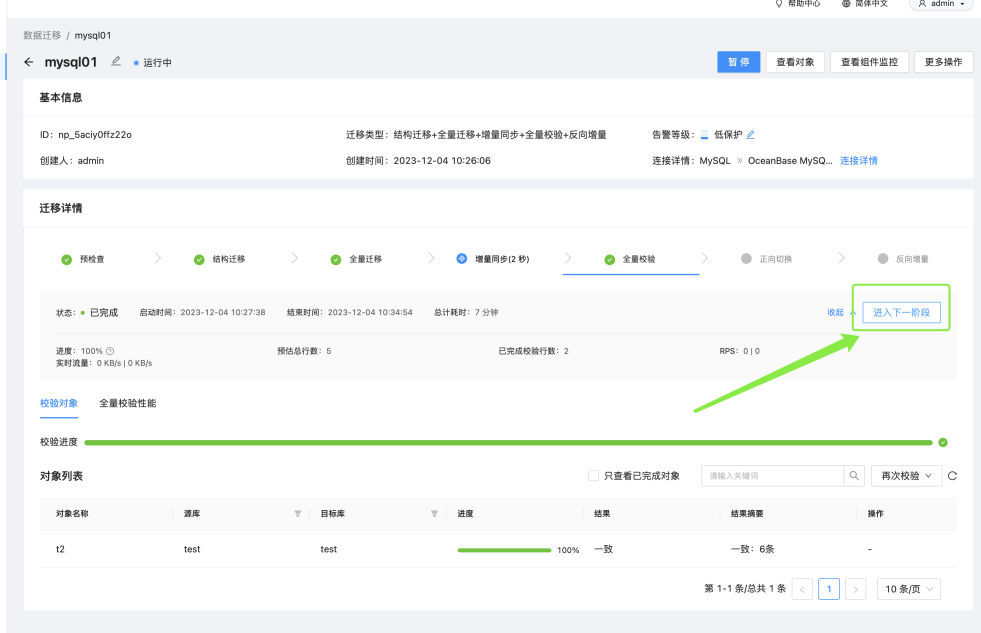 帮助中心 简体中文 admin
数据迁移 / mysql01
mysql01 运行中 暂 停 查看对象 查看组件监控 更多操作
基本信息
ID: np_5aciy0ffz22o 迁移类型: 结构迁移+全量迁移+增量同步+全量校验+反向增量 告警等级: 低保护
创建人: admin 创建时间: 2023-12-04 10:26:06 连接详情: MySQL » OceanBase MySQ... 连接详情
迁移详情
预检查 结构迁移 全量迁移 增量同步(2 秒) 全量校验 正向切换 反向增量
状态: 已完成 启动时间: 2023-12-04 10:27:38 结束时间: 2023-12-04 10:34:54 总计耗时: 7 分钟 收起 进入下一阶段
进度: 100% 预估总行数: 5 已完成校验行数: 2 RPS: 0 | 0
实时流量: 0 KB/s | 0 KB/s
校验对象 全量校验性能
校验进度
对象列表 只查看已完成对象 请输入关键词 再次校验
对象名称 源库 目标库 进度 结果 结果摘要 操作
t2 test test 100% 一致 一致: 6条 -
第 1-1 条/总共 1 条 < 1 > 10 条/页